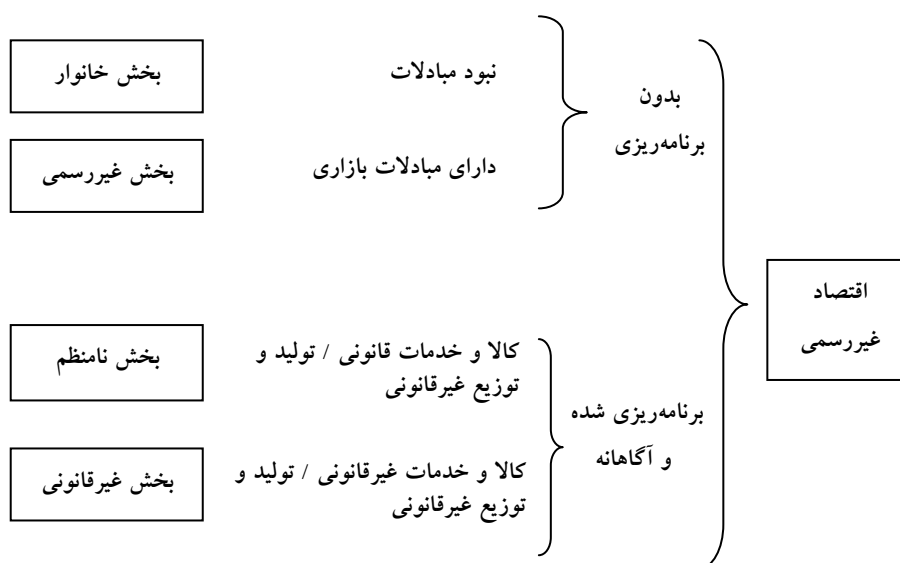 اقتصاد
غیررسمی
بدون
برنامه‌ریزی
نبود مبادلات
بخش خانوار
دارای مبادلات بازاری
بخش غیررسمی
برنامه‌ریزی شده
و آگاهانه
کالا و خدمات قانونی / تولید و
توزیع غیرقانونی
بخش نامنظم
کالا و خدمات غیرقانونی / تولید و
توزیع غیرقانونی
بخش غیرقانونی